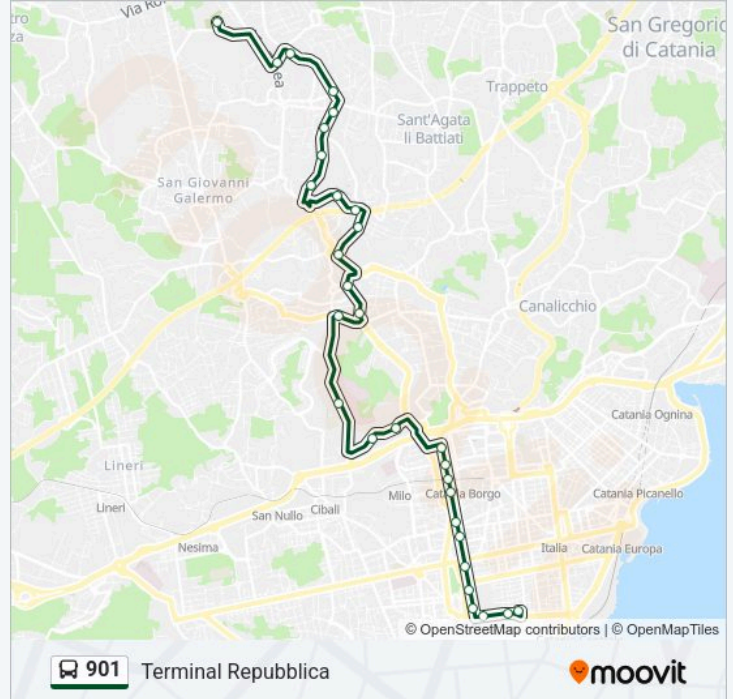 Via Ro
tro
za
San Gregorio
di Catania
ea
Trappeto
Sant'Agata
li Battiati
San Giovanni
Galermo
Canalicchio
Catania Ognina
Lineri
Lineri
Milo
Catania Borgo
Catania Picanello
San Nullo
Cibali
Nesima
Italia
Catania Europa
© OpenStreetMap contributors | © OpenMapTiles
901 Terminal Repubblica
moovit